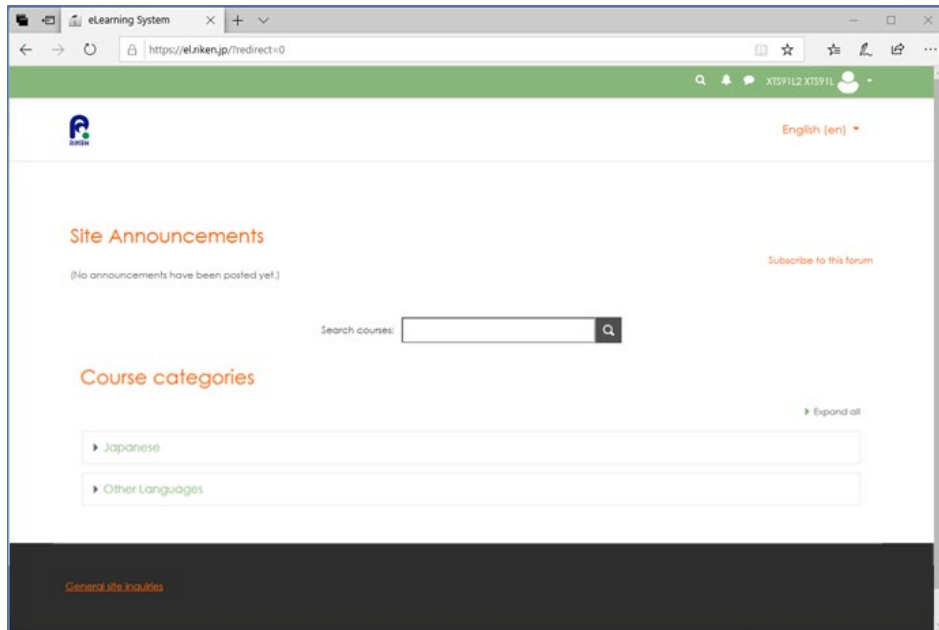 eLearning System
https://el.riken.jp/?redirect=0
XTS91L2 XTS91L
RIKEN
English (en)
Site Announcements
Subscribe to this forum
(No announcements have been posted yet.)
Search courses:
Course categories
Expand all
Japanese
Other Languages
General site inquiries